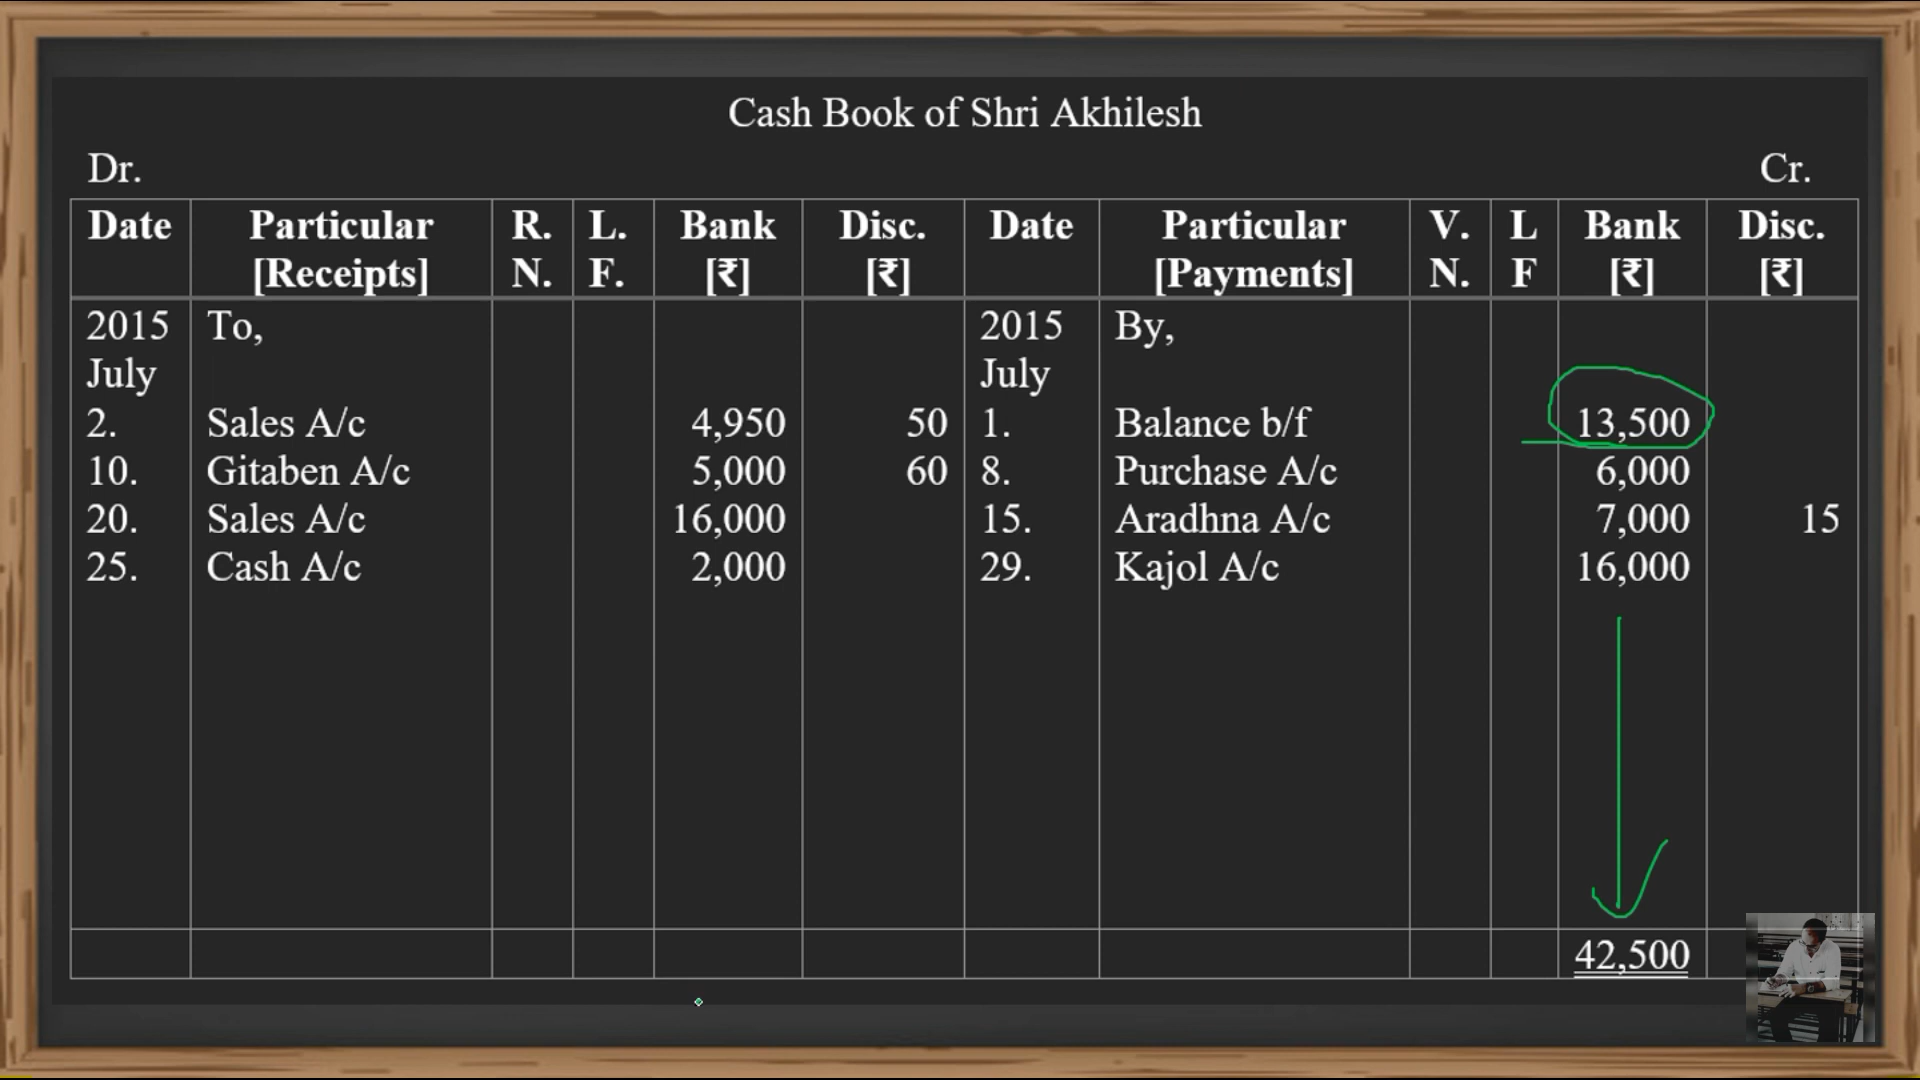 Cash Book of Shri Akhilesh
Dr. Cr.
Date Particular R. L. Bank Disc. Date Particular V. L Bank Disc.
[Receipts] N. F. [₹] [₹] [Payments] N. F [₹] [₹]
2015 To, 2015 By,
July July
2. Sales A/c 4,950 50 1. Balance b/f 13,500
10. Gitaben A/c 5,000 60 8. Purchase A/c 6,000
20. Sales A/c 16,000 15. Aradhna A/c 7,000 15
25. Cash A/c 2,000 29. Kajol A/c 16,000
42,500